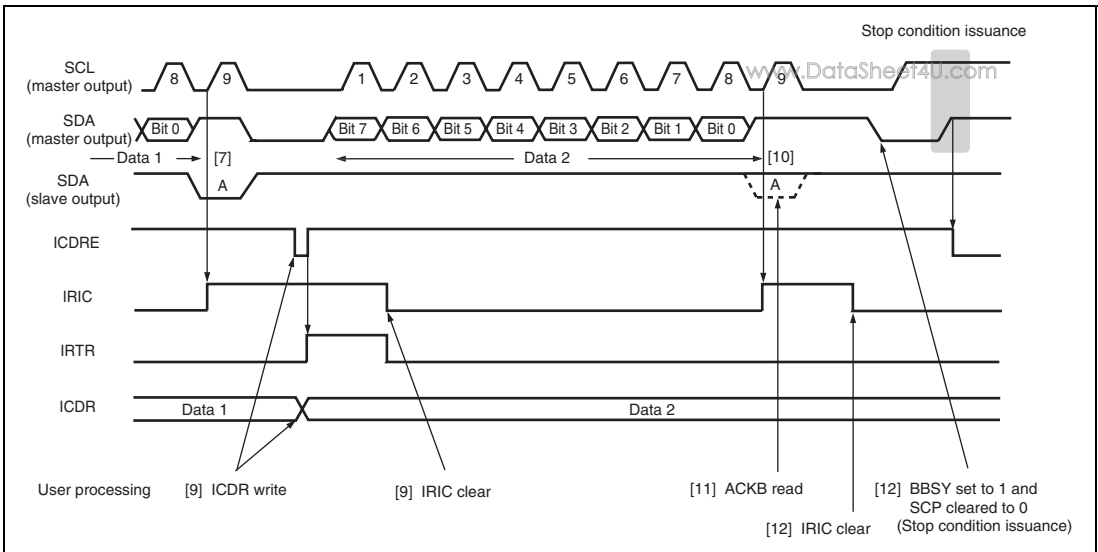 Stop condition issuance
SCL
(master output)
8 9 1 2 3 4 5 6 7 8 9
www.DataSheet4U.com
SDA
(master output)
Bit 0 Bit 7 Bit 6 Bit 5 Bit 4 Bit 3 Bit 2 Bit 1 Bit 0
Data 1 [7] Data 2 [10]
SDA
(slave output)
A A
ICDRE
IRIC
IRTR
ICDR
Data 1 Data 2
User processing
[9] ICDR write
[9] IRIC clear
[11] ACKB read
[12] IRIC clear
[12] BBSY set to 1 and
SCP cleared to 0
(Stop condition issuance)